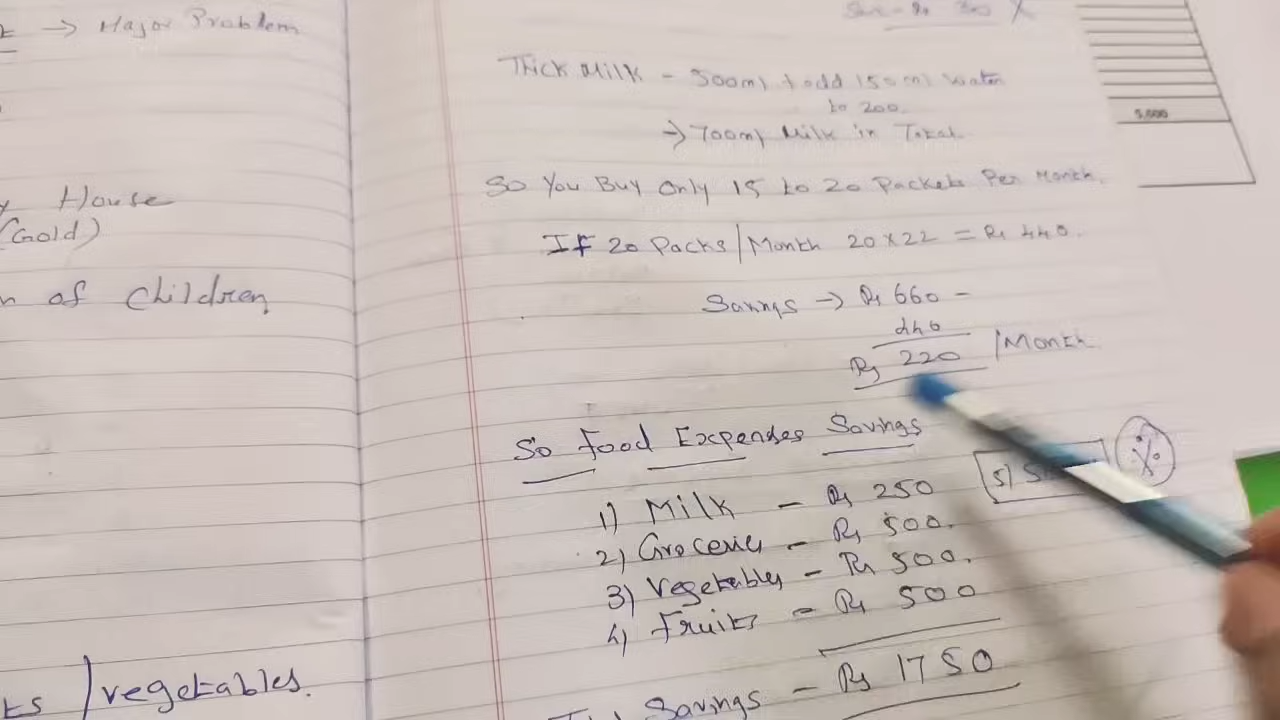 → Major Problem
y House
(Gold)
n of Children
ts /vegetables.
Thick Milk - 500ml + add 150ml water
to 200
→ 700ml Milk in Total.
So You Buy Only 15 to 20 Packets Per Month.
If 20 Packs/Month 20 x 22 = Rs 440.
Savings → Rs 660 -
440
Rs 220 /Month
So Food Expenses Savings
1) Milk - Rs 250
2) Groceries - Rs 500.
3) Vegetables - Rs 500.
4) Fruits - Rs 500
Rs 1750
Savings -
5)
%
5,000